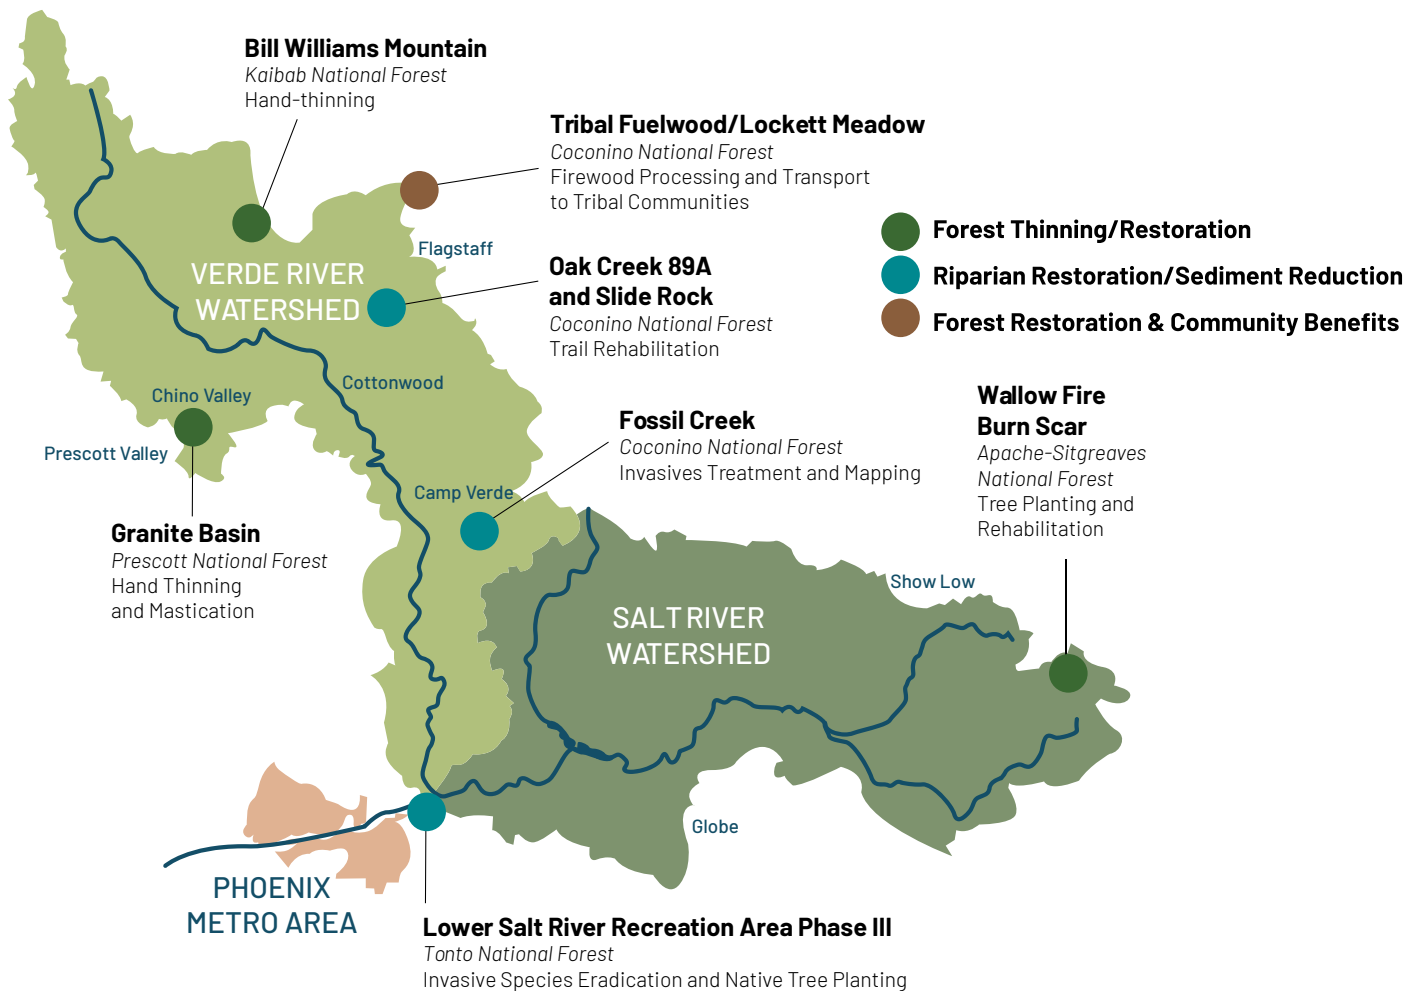 Bill Williams Mountain
Kaibab National Forest
Hand-thinning
Tribal Fuelwood/Lockett Meadow
Coconino National Forest
Firewood Processing and Transport
to Tribal Communities
Forest Thinning/Restoration
Riparian Restoration/Sediment Reduction
Forest Restoration & Community Benefits
Flagstaff
VERDE RIVER
WATERSHED
Oak Creek 89A
and Slide Rock
Coconino National Forest
Trail Rehabilitation
Cottonwood
Chino Valley
Prescott Valley
Granite Basin
Prescott National Forest
Hand Thinning
and Mastication
Fossil Creek
Coconino National Forest
Invasives Treatment and Mapping
Camp Verde
Wallow Fire
Burn Scar
Apache-Sitgreaves
National Forest
Tree Planting and
Rehabilitation
Show Low
SALT RIVER
WATERSHED
Globe
PHOENIX
METRO AREA
Lower Salt River Recreation Area Phase III
Tonto National Forest
Invasive Species Eradication and Native Tree Planting